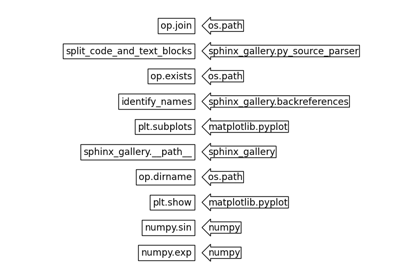 op.join os.path
split_code_and_text_blocks sphinx_gallery.py_source_parser
op.exists os.path
identify_names sphinx_gallery.backreferences
plt.subplots matplotlib.pyplot
sphinx_gallery.__path__ sphinx_gallery
op.dirname os.path
plt.show matplotlib.pyplot
numpy.sin numpy
numpy.exp numpy